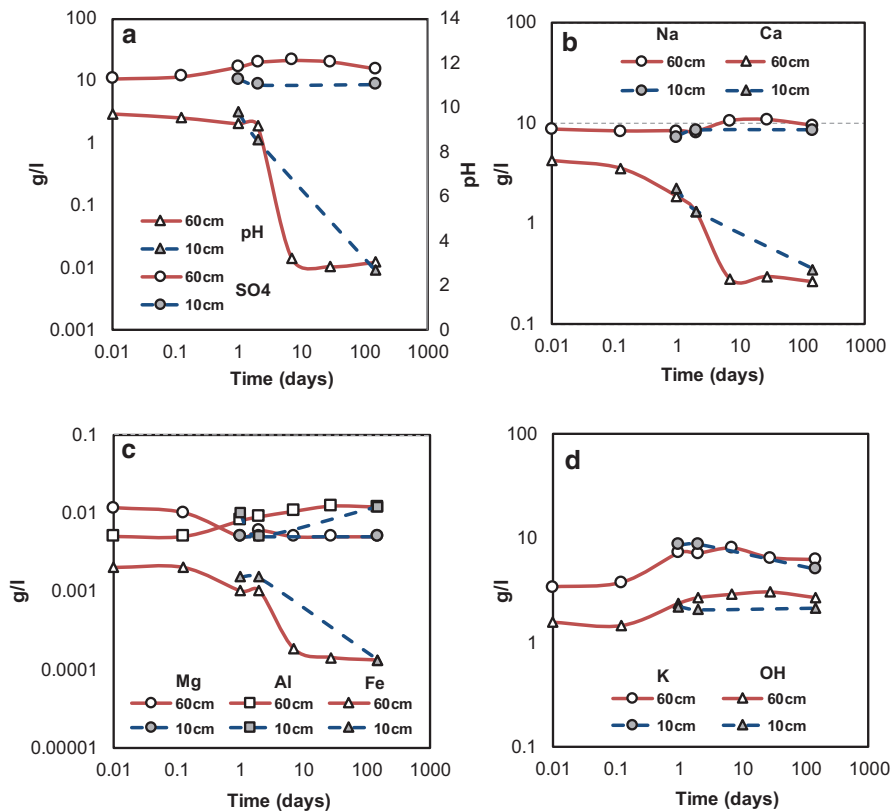 a
100
10
1
0.1
0.01
0.001
g/l
14
12
10
8
6
4
2
0
pH
60cm
10cm
pH
60cm
10cm
SO4
0.01 0.1 1 10 100 1000
Time (days)
b
Na Ca
60cm 60cm
10cm 10cm
10
10
1
0.1
g/l
0.01 0.1 1 10 100 1000
Time (days)
c
0.1
0.01
0.001
0.0001
0.00001
g/l
Mg Al Fe
60cm 60cm 60cm
10cm 10cm 10cm
0.01 0.1 1 10 100 1000
Time (days)
d
100
10
1
0.1
g/l
K OH
60cm 60cm
10cm 10cm
0.01 0.1 1 10 100 1000
Time (days)